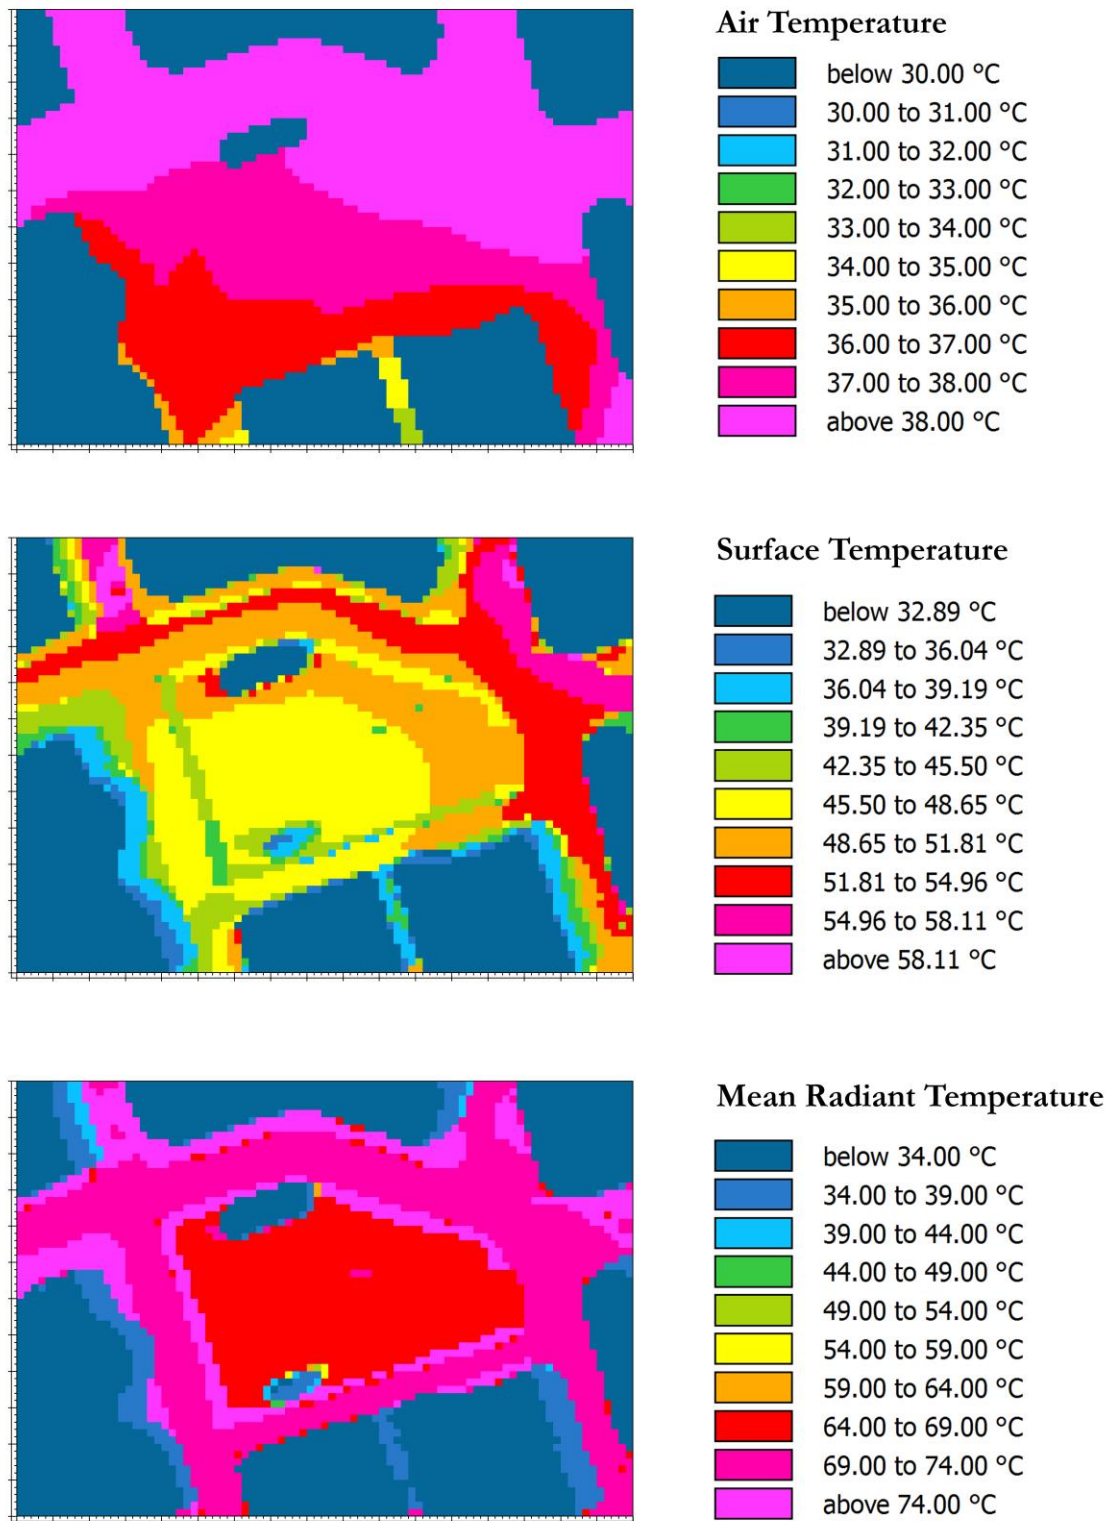 Air Temperature
below 30.00 °C
30.00 to 31.00 °C
31.00 to 32.00 °C
32.00 to 33.00 °C
33.00 to 34.00 °C
34.00 to 35.00 °C
35.00 to 36.00 °C
36.00 to 37.00 °C
37.00 to 38.00 °C
above 38.00 °C
Surface Temperature
below 32.89 °C
32.89 to 36.04 °C
36.04 to 39.19 °C
39.19 to 42.35 °C
42.35 to 45.50 °C
45.50 to 48.65 °C
48.65 to 51.81 °C
51.81 to 54.96 °C
54.96 to 58.11 °C
above 58.11 °C
Mean Radiant Temperature
below 34.00 °C
34.00 to 39.00 °C
39.00 to 44.00 °C
44.00 to 49.00 °C
49.00 to 54.00 °C
54.00 to 59.00 °C
59.00 to 64.00 °C
64.00 to 69.00 °C
69.00 to 74.00 °C
above 74.00 °C